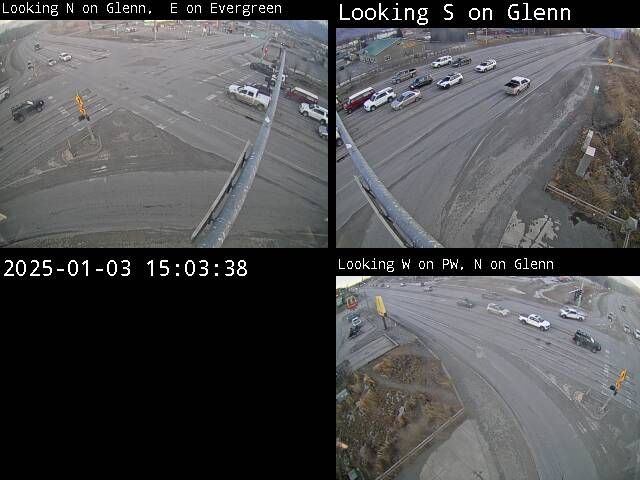 Looking N on Glenn, E on Evergreen
Looking S on Glenn
2025-01-03 15:03:38
Looking W on PW, N on Glenn